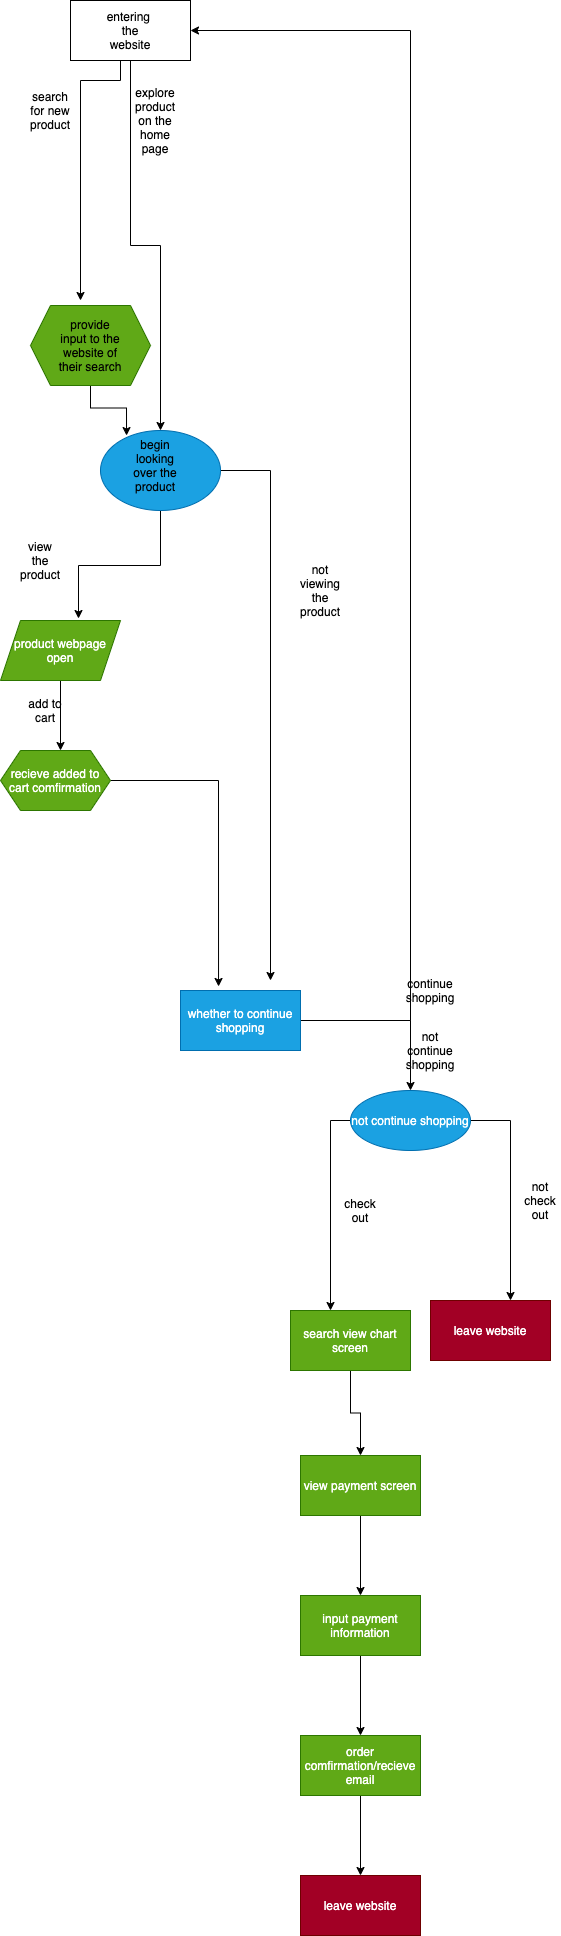 entering
the
website
search
for new
product
explore
product
on the
home
page
provide
input to the
website of
their search
begin
looking
over the
product
view
the
product
not
viewing
the
product
product webpage
open
add to
cart
recieve added to
cart comfirmation
whether to continue
shopping
continue
shopping
not
continue
shopping
not continue shopping
check
out
not
check
out
search view chart
screen
leave website
view payment screen
input payment
information
order
comfirmation/recieve
email
leave website